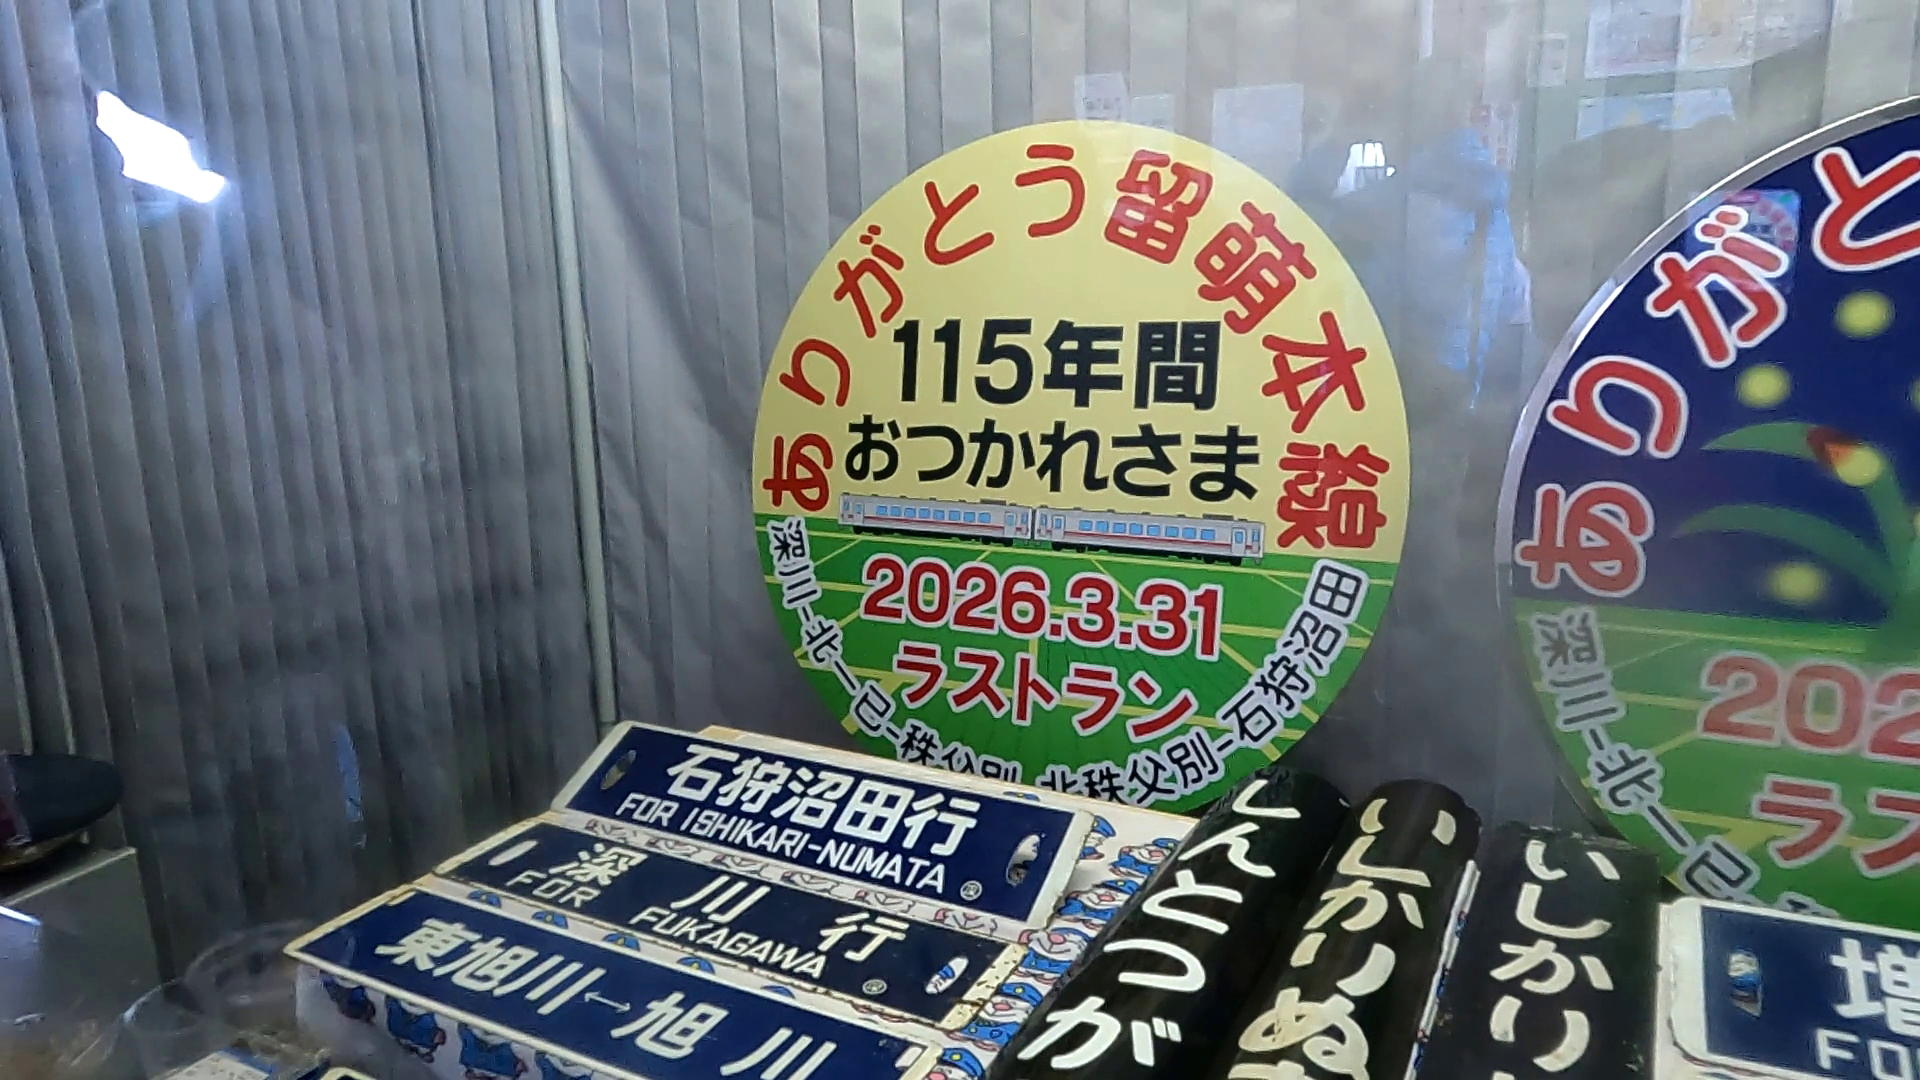 ありがとう留萌本線
115年間
おつかれさま
2026.3.31
ラストラン
深川-北一已-秩父別-北秩父別-石狩沼田
ありがと
202
ラス
深川-北一已-
石狩沼田行
FOR ISHIKARI-NUMATA
深川行
FOR FUKAGAWA
東旭川↔旭川
しんとつが
いしかりぬ
いしかり
増
FO